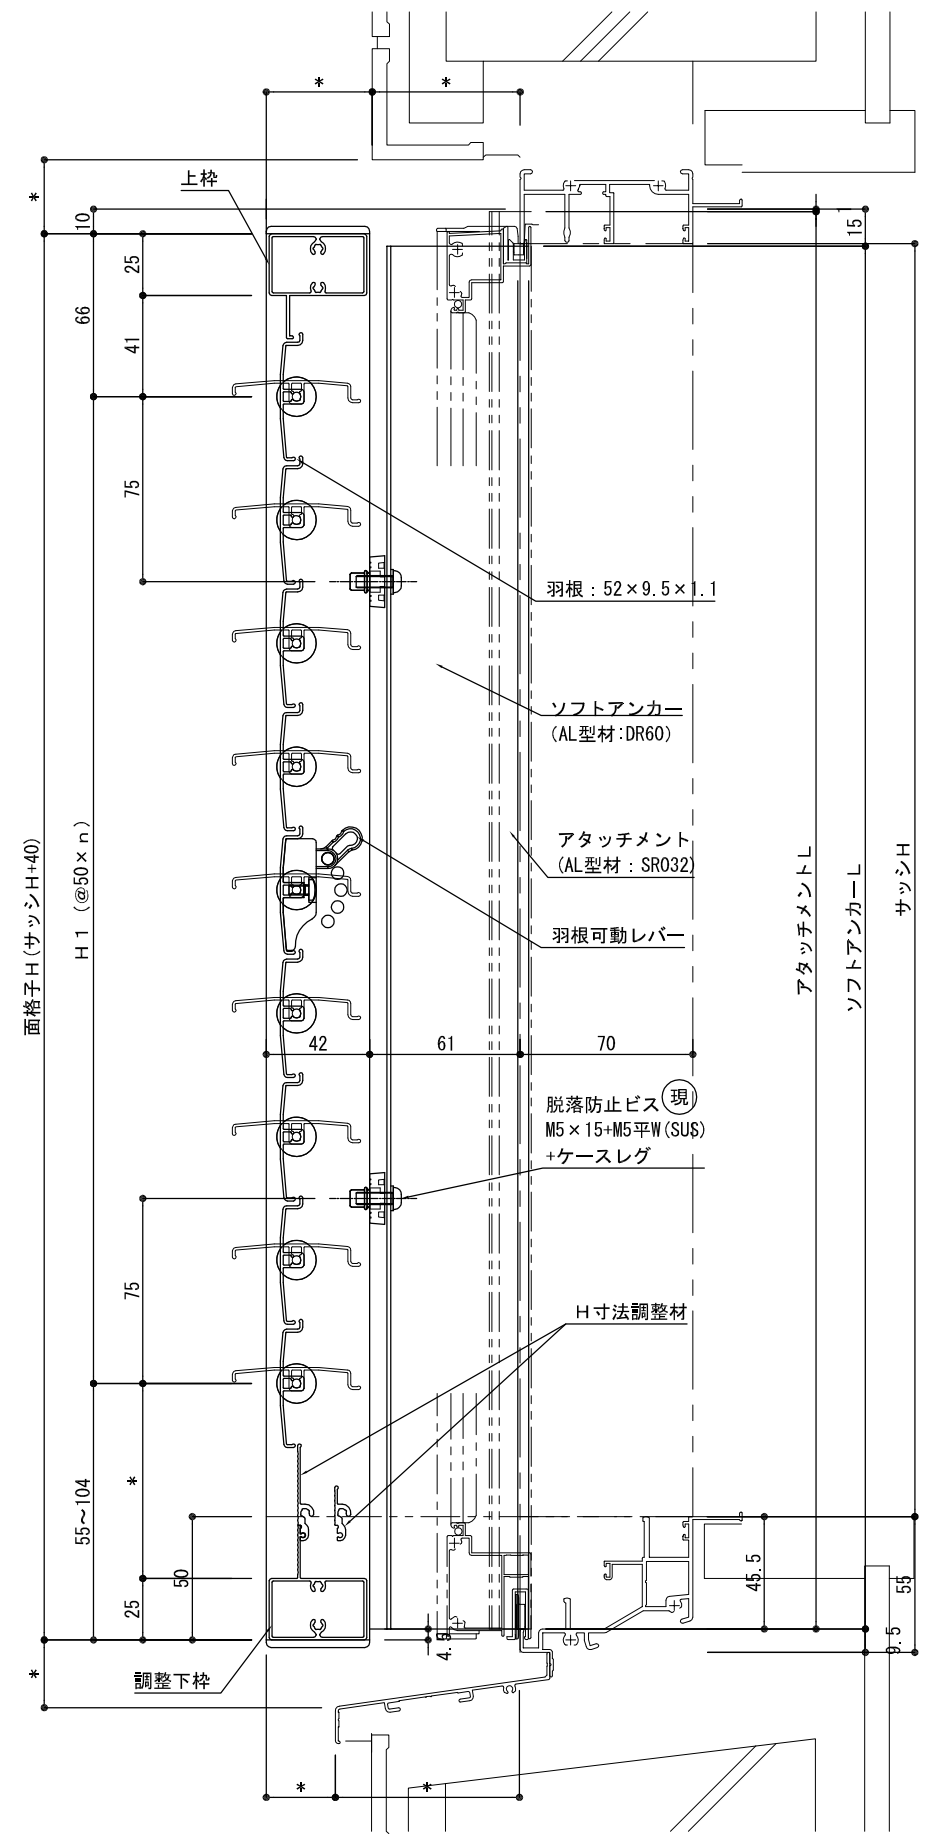 *
*
上枠
*
10
15
25
66
41
75
羽根：52×9.5×1.1
ソフトアンカー
(AL型材:DR60)
アタッチメント
(AL型材：SR032)
羽根可動レバー
面格子H(サッシH+40)
H1（@50×n）
アタッチメントL
ソフトアンカーL
サッシH
42
61
70
脱落防止ビス 現
M5×15+M5平W(SUS)
+ケースレグ
75
H寸法調整材
*
55～104
50
45.5
55
25
9.5
*
調整下枠
*
*